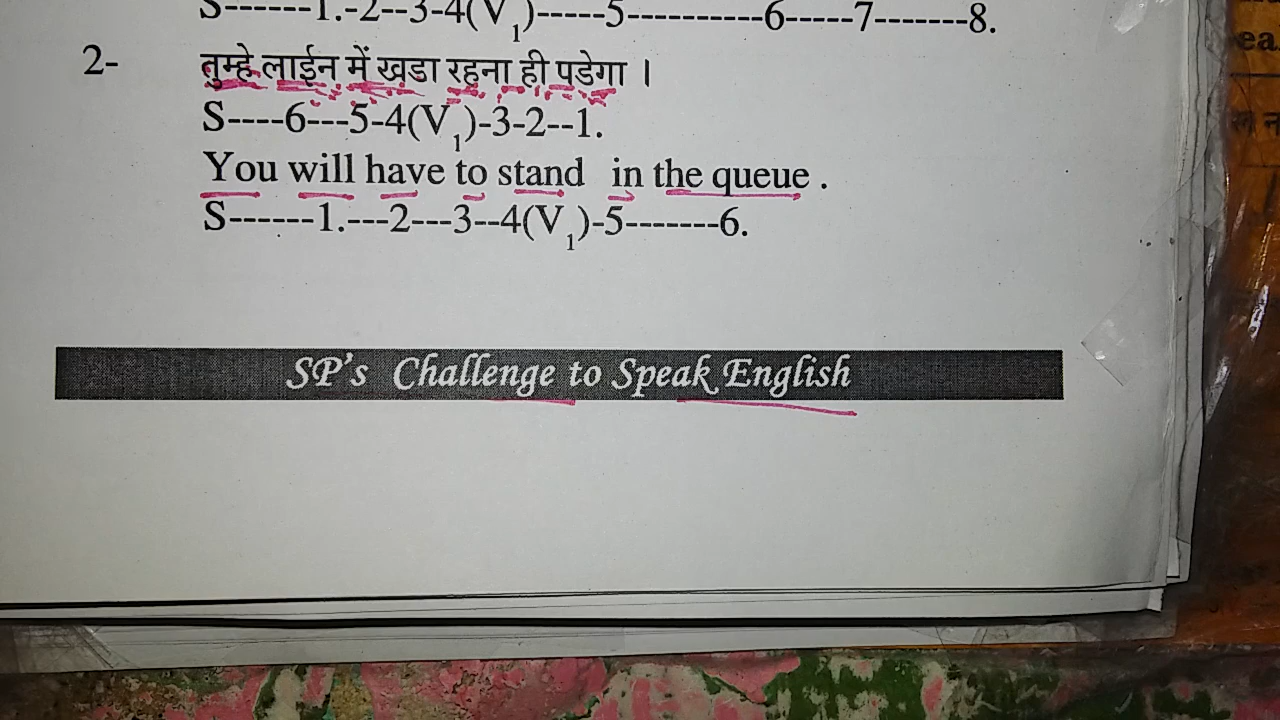 S------1.-2--3-4(V₁)-----5----------6-----7-------8.
2- तुम्हे लाईन में खडा रहना ही पडेगा ।
S----6---5-4(V₁)-3-2--1.
You will have to stand in the queue .
S------1.---2---3--4(V₁)-5-------6.
SP's Challenge to Speak English